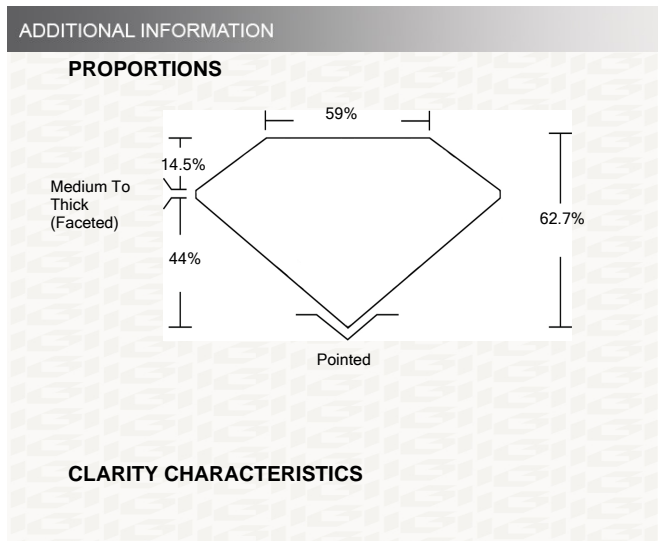 ADDITIONAL INFORMATION
PROPORTIONS
59%
14.5%
Medium To
Thick
(Faceted)
62.7%
44%
Pointed
CLARITY CHARACTERISTICS